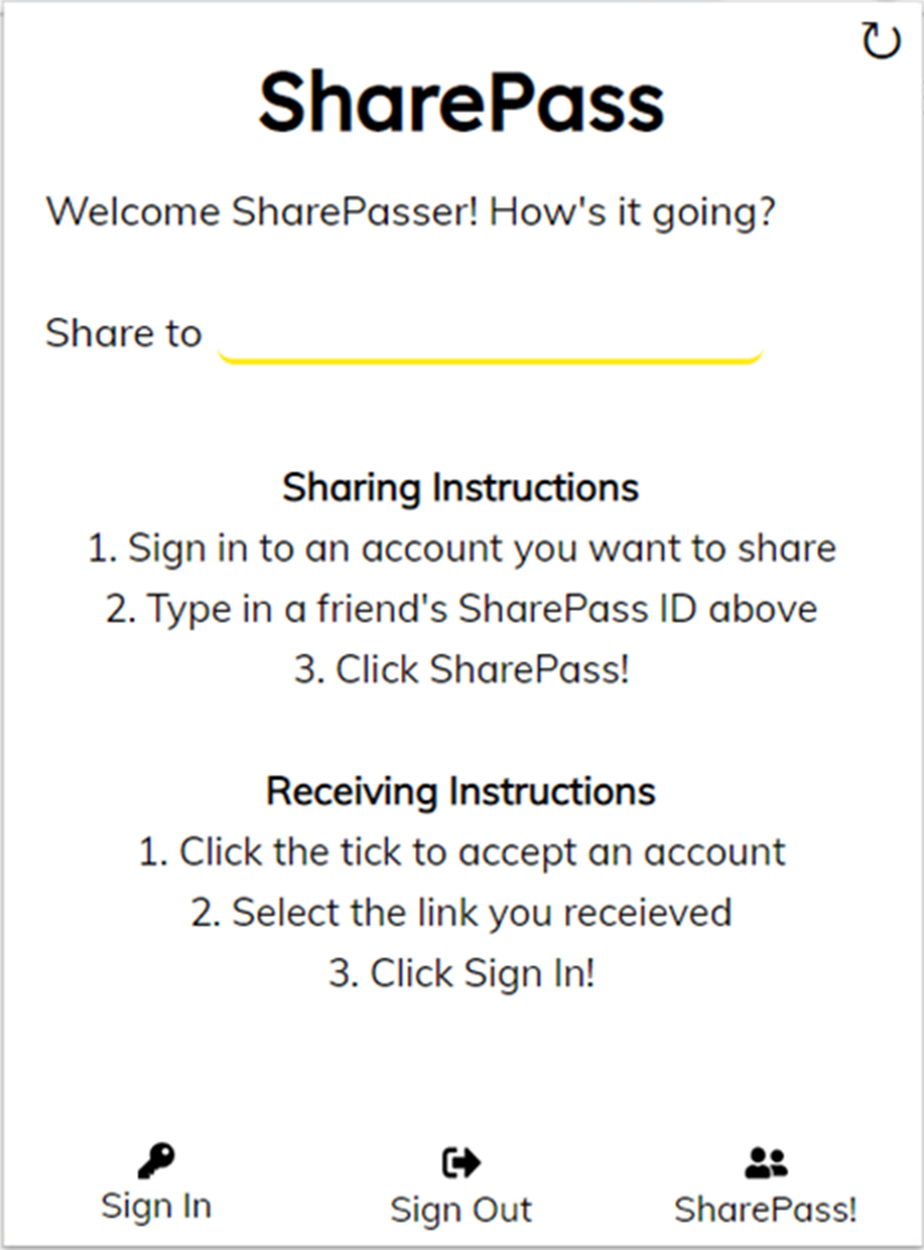 SharePass
Welcome SharePasser! How's it going?
Share to
Sharing Instructions
1. Sign in to an account you want to share
2. Type in a friend's SharePass ID above
3. Click SharePass!
Receiving Instructions
1. Click the tick to accept an account
2. Select the link you receieved
3. Click Sign In!
Sign In
Sign Out
SharePass!